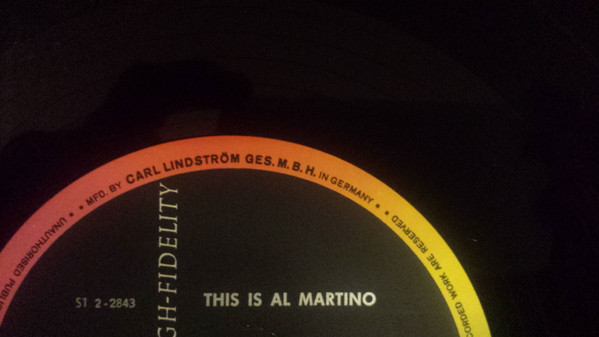 UNAUTHORISED PUBLI
• • MFD. BY CARL LINDSTRÖM GES.M.B.H. IN GERMANY • •
CORDED WORK ARE RESERVED
GH-FIDELITY
ST 2-2843
THIS IS AL MARTINO